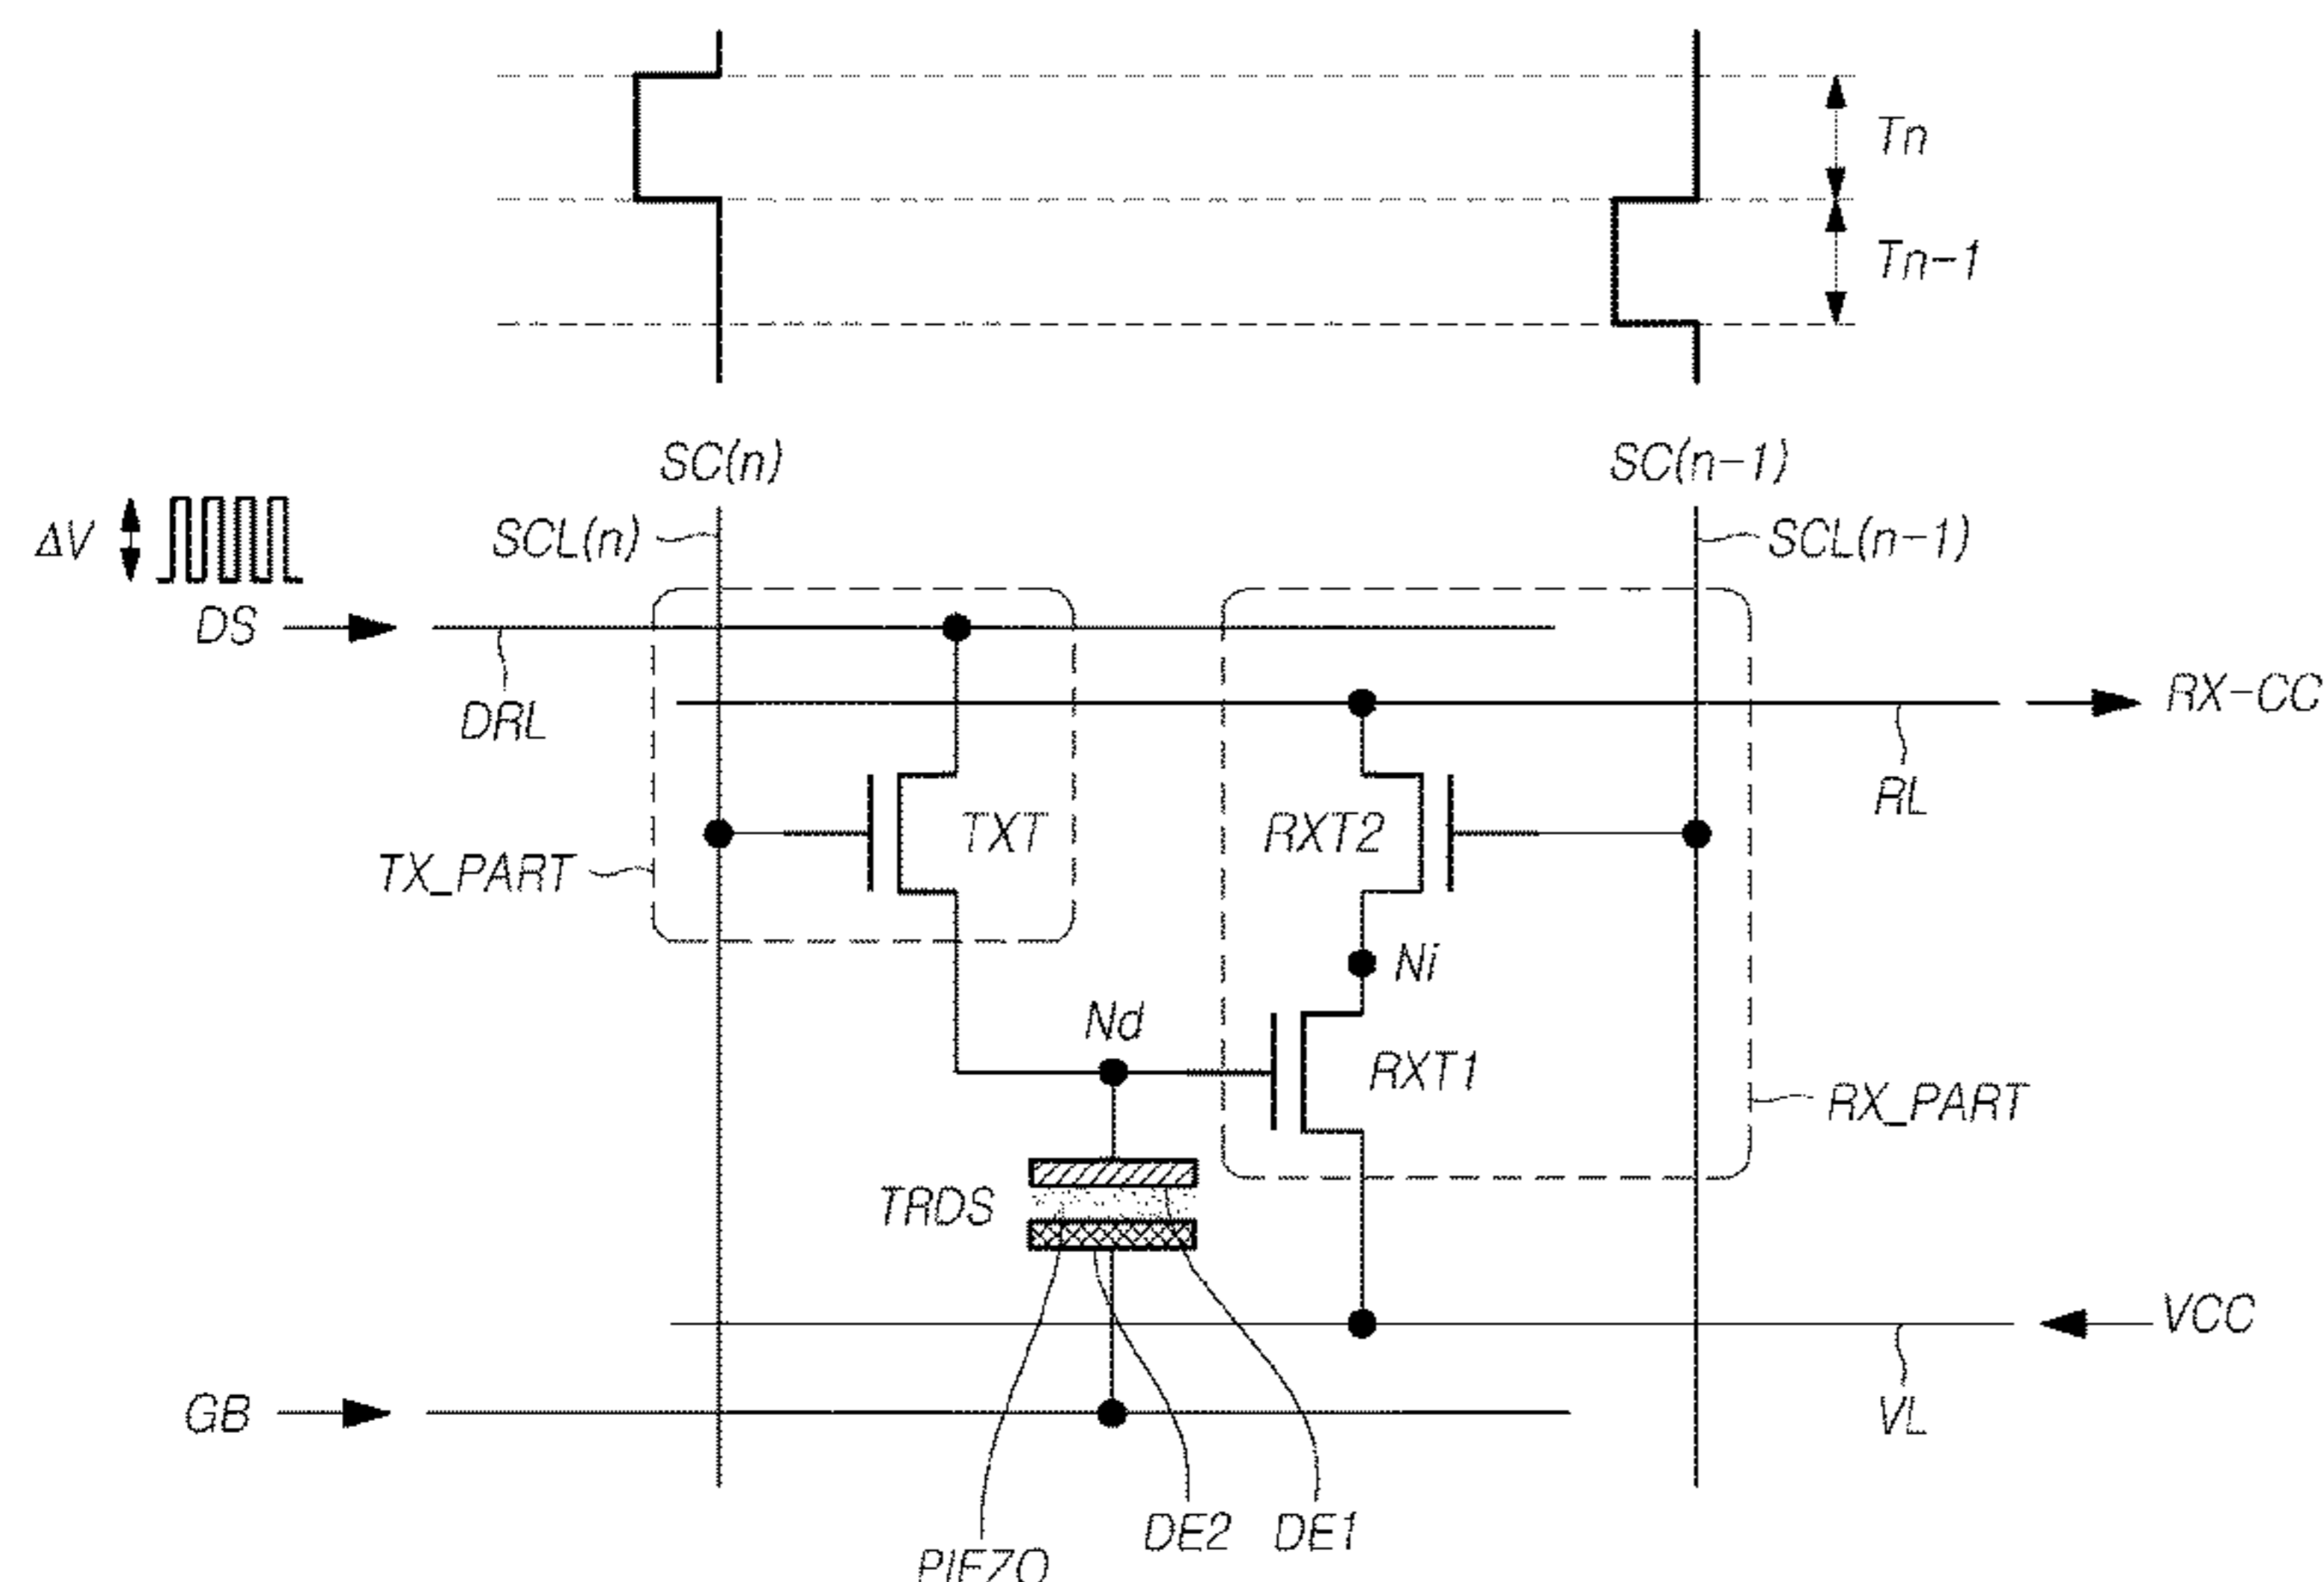 Tn
Tn-1
SC(n)
SC(n-1)
ΔV
SCL(n)
SCL(n-1)
DS
DRL
RX-CC
RL
TXT
RXT2
TX_PART
Ni
Nd
RXT1
RX_PART
TRDS
VCC
GB
VL
DE2
DE1
PIEZO